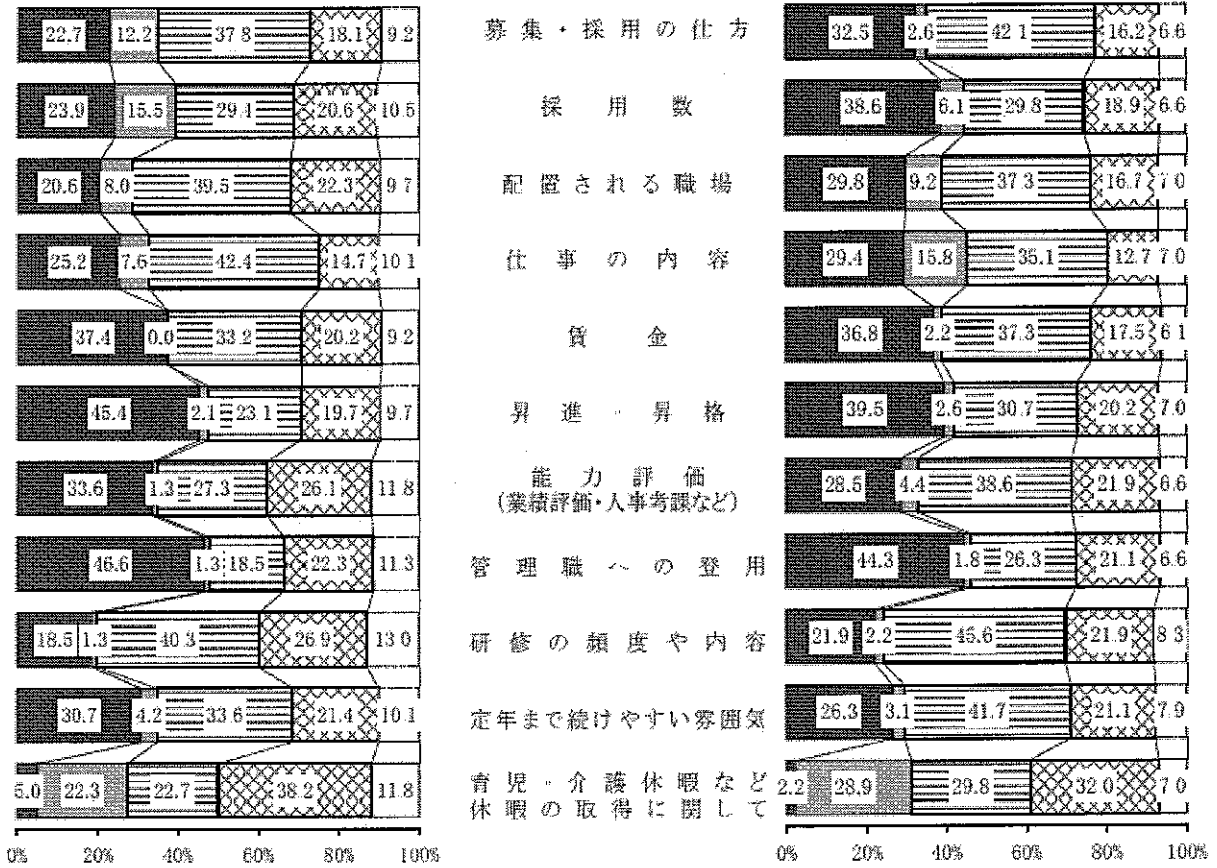 22.7 12.2 37.8 18.1 9.2 募集・採用の仕方 32.5 2.6 42.1 16.2 6.6
23.9 15.5 29.4 20.6 10.5 採用数 38.6 6.1 29.8 18.9 6.6
20.6 8.0 39.5 22.3 9.7 配置される職場 29.8 9.2 37.3 16.7 7.0
25.2 7.6 42.4 14.7 10.1 仕事の内容 29.4 15.8 35.1 12.7 7.0
37.4 0.0 33.2 20.2 9.2 賃金 36.8 2.2 37.3 17.5 6.1
45.4 2.1 23.1 19.7 9.7 昇進・昇格 39.5 2.6 30.7 20.2 7.0
33.6 1.3 27.3 26.1 11.8 能力評価 28.5 4.4 38.6 21.9 6.6
(業績評価・人事考課など)
46.6 1.3 18.5 22.3 11.3 管理職への登用 44.3 1.8 26.3 21.1 6.6
18.5 1.3 40.3 26.9 13.0 研修の頻度や内容 21.9 2.2 45.6 21.9 8.3
30.7 4.2 33.6 21.4 10.1 定年まで続けやすい雰囲気 26.3 3.1 41.7 21.1 7.9
5.0 22.3 22.7 38.2 11.8 育児・介護休暇など 2.2 28.9 29.8 32.0 7.0
休暇の取得に関して
0% 20% 40% 60% 80% 100% 0% 20% 40% 60% 80% 100%